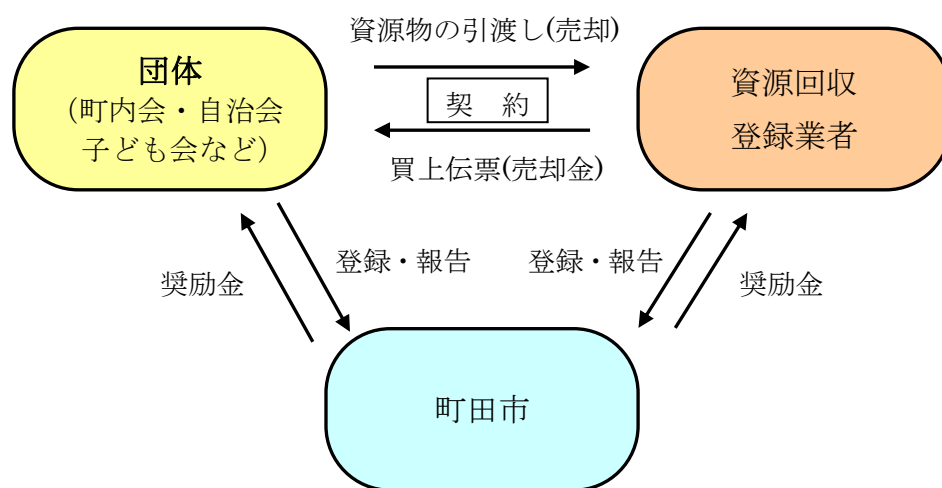 資源物の引渡し(売却)
団体
(町内会・自治会
子ども会など)
契　約
資源回収
登録業者
買上伝票(売却金)
登録・報告
登録・報告
奨励金
奨励金
町田市